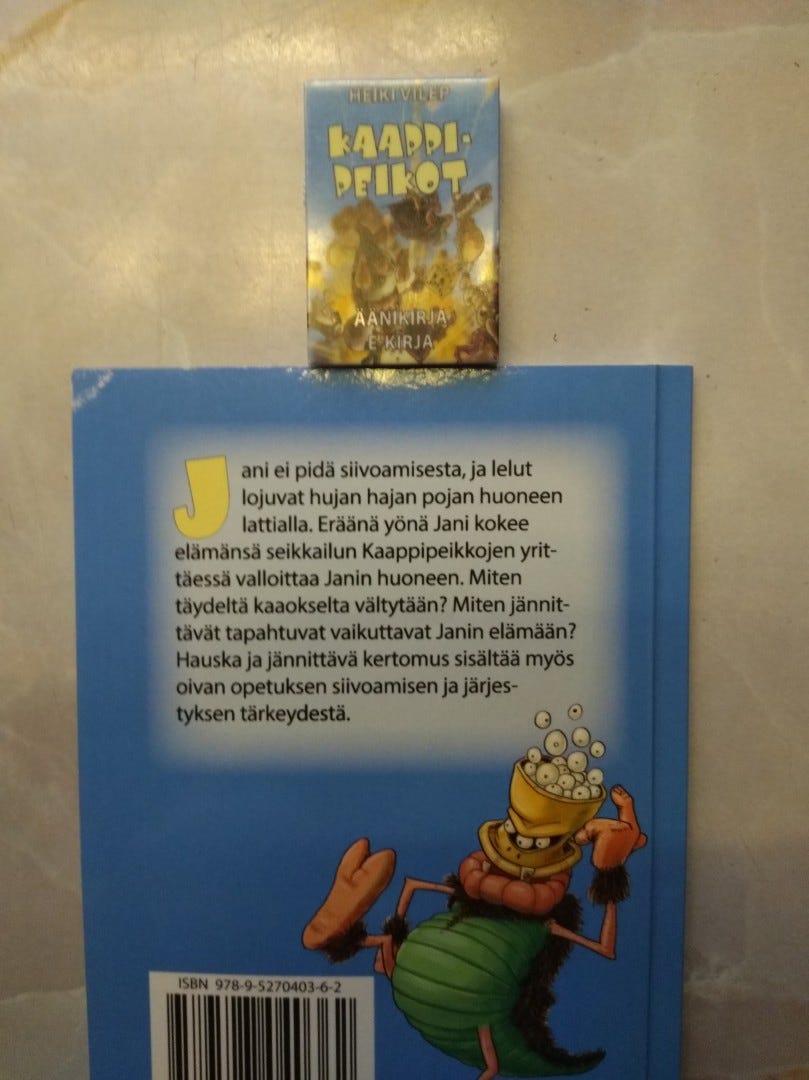 HEIKI VILEP
KAAPPI-
PEIKOT
ÄÄNIKIRJA
E-KIRJA
Jani ei pidä siivoamisesta, ja lelut
lojuvat hujan hajan pojan huoneen
lattialla. Eräänä yönä Jani kokee
elämänsä seikkailun Kaappipeikkojen yrit-
täessä valloittaa Janin huoneen. Miten
täydeltä kaaokselta vältytään? Miten jännit-
tävät tapahtuvat vaikuttavat Janin elämään?
Hauska ja jännittävä kertomus sisältää myös
oivan opetuksen siivoamisen ja järjes-
tyksen tärkeydestä.
ISBN 978-9-5270403-6-2